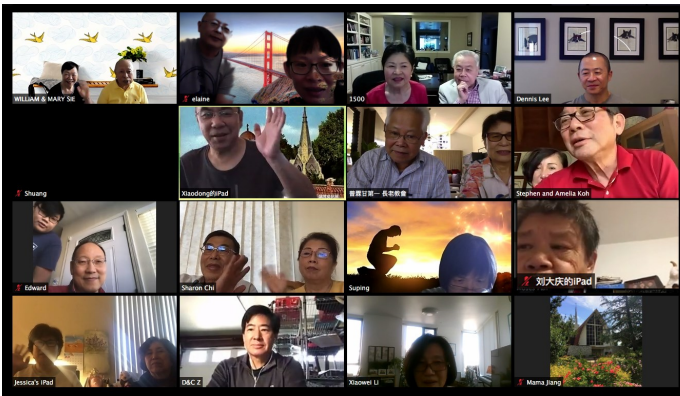 WILLIAM & MARY SIE
elaine
1500
Dennis Lee
Shuang
Xiaodong的iPad
Stephen and Amelia Koh
Edward
Sharon Chi
Suping
刘大庆的iPad
Jessica's iPad
D&C Z
Xiaowei Li
Mama Jiang